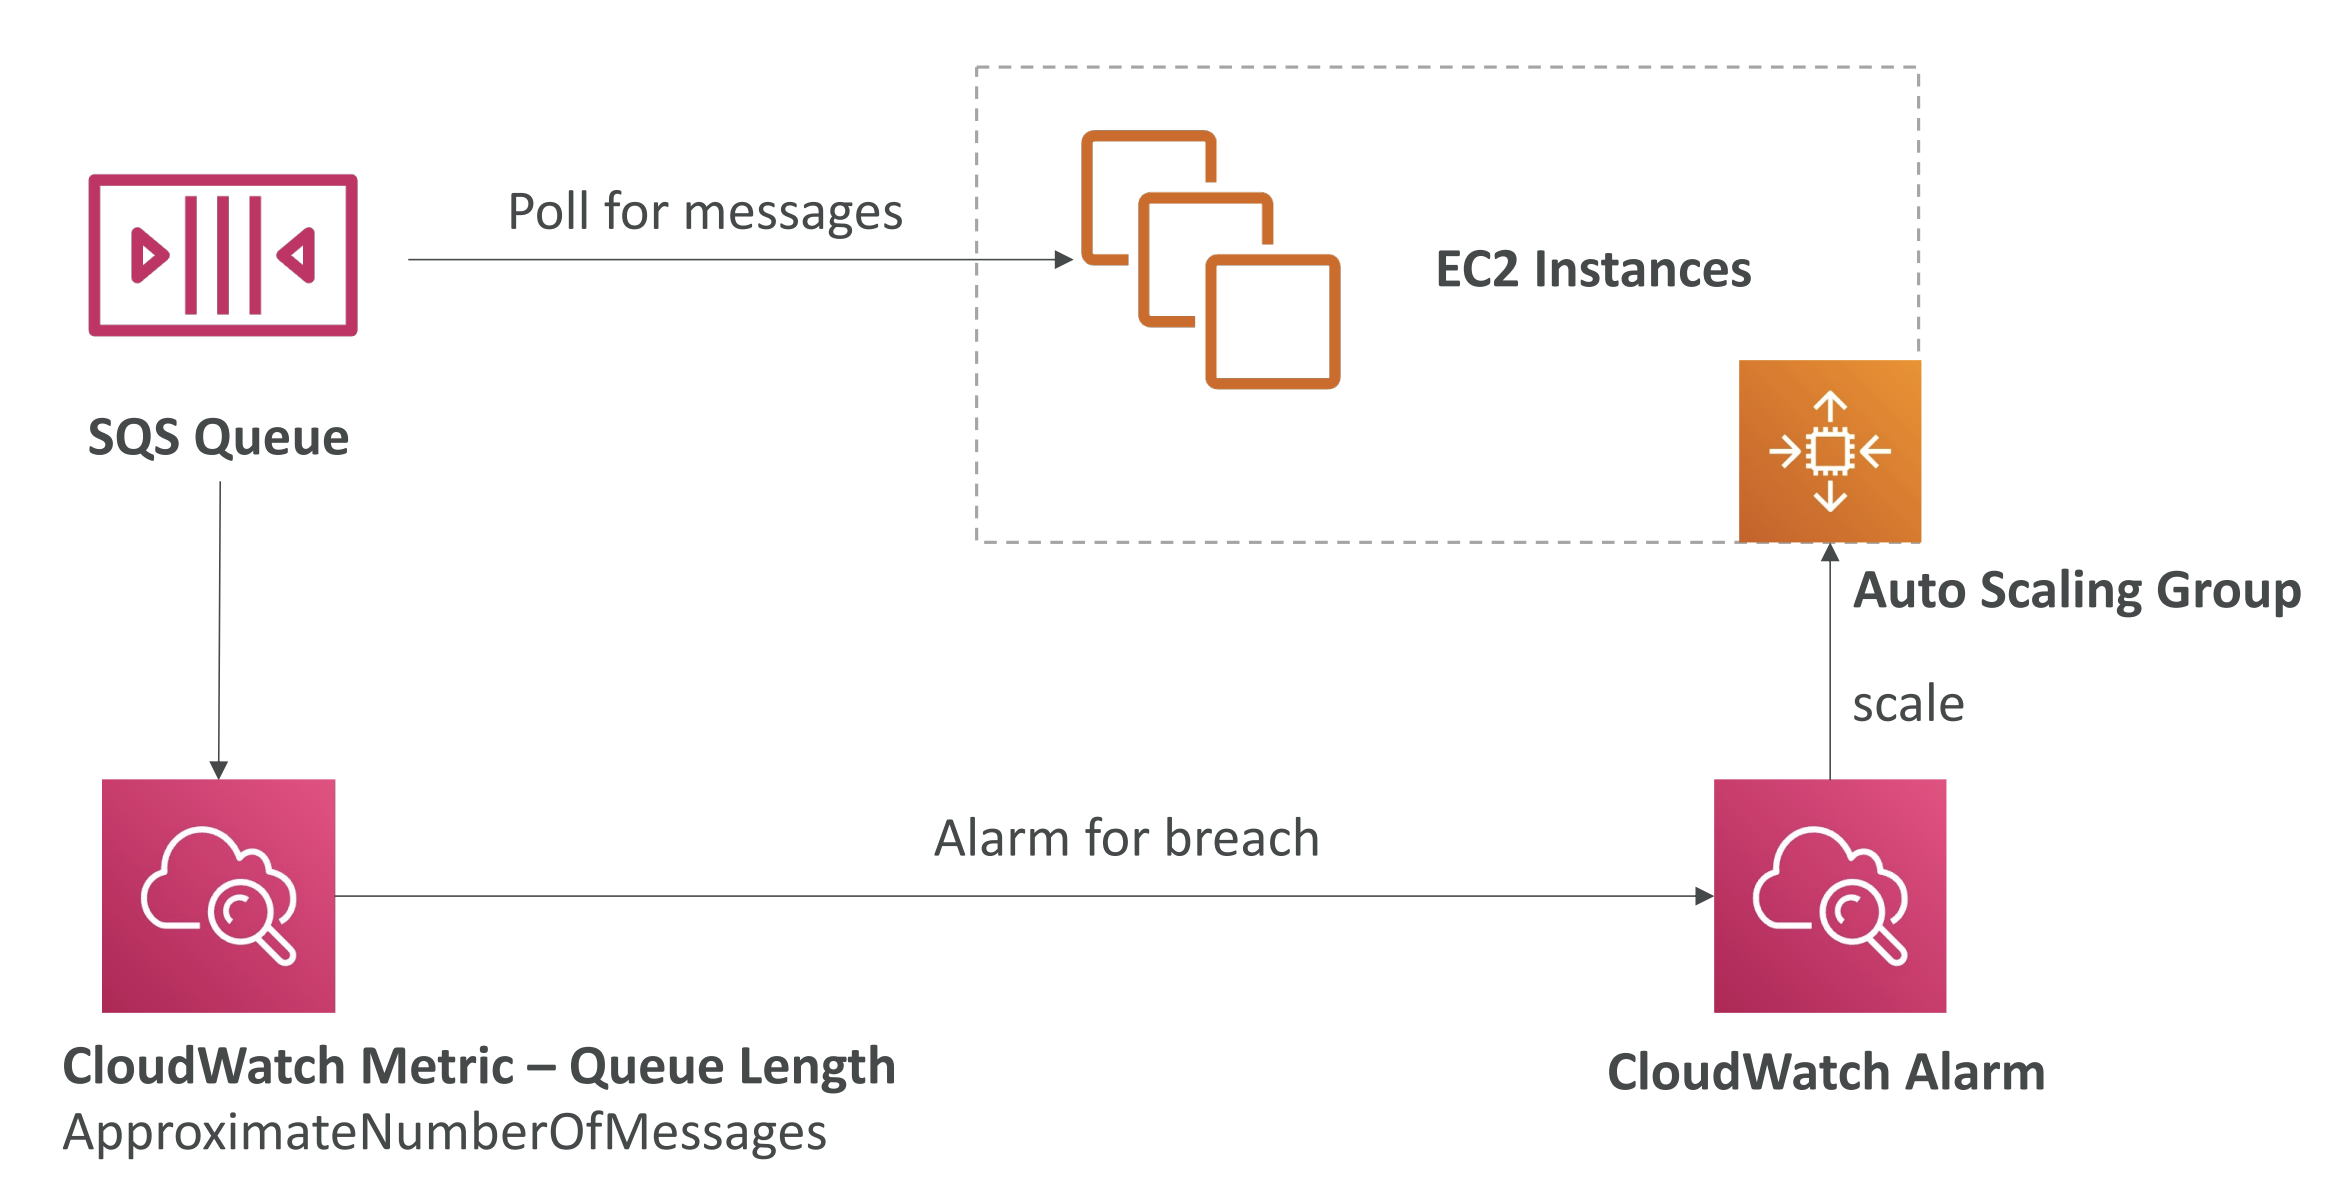 Poll for messages
EC2 Instances
SQS Queue
Auto Scaling Group
scale
Alarm for breach
CloudWatch Metric – Queue Length
ApproximateNumberOfMessages
CloudWatch Alarm